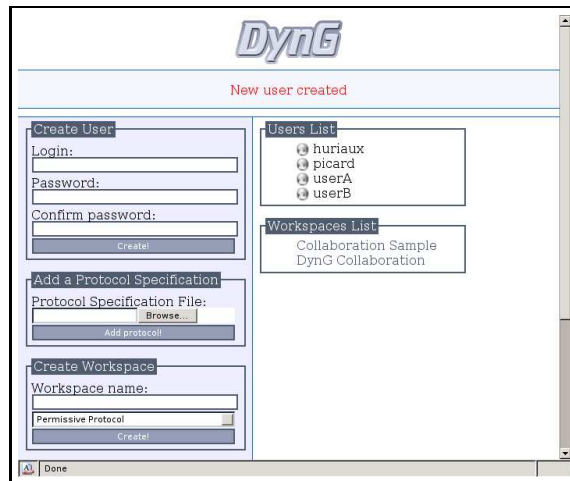 DynG
New user created
Create User
Login:
Password:
Confirm password:
Create!
Add a Protocol Specification
Protocol Specification File:
Browse...
Add protocol!
Create Workspace
Workspace name:
Permissive Protocol
Create!
Users List
huriaux
picard
userA
userB
Workspaces List
Collaboration Sample
DynG Collaboration
Done